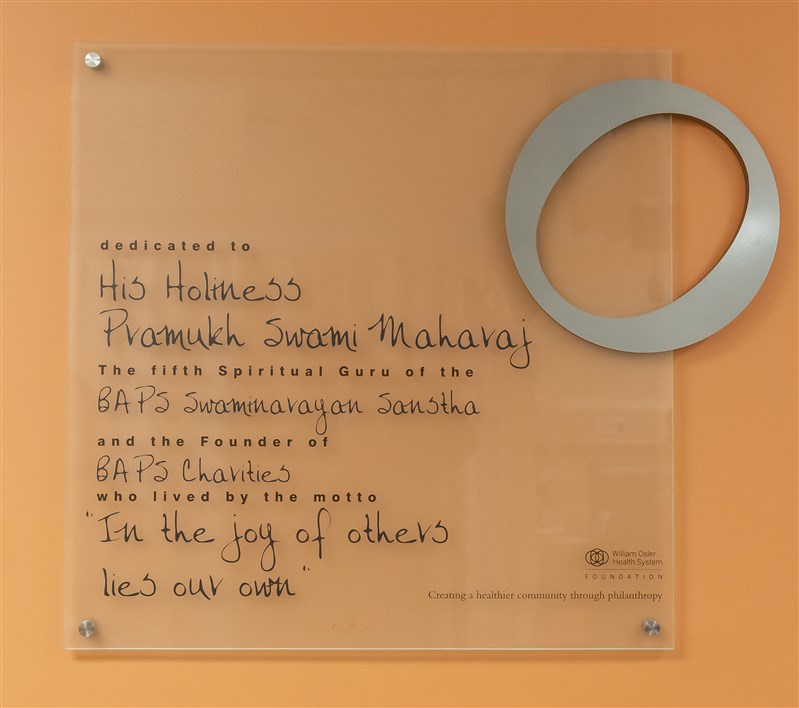 dedicated to
His Holiness
Pramukh Swami Maharaj
The fifth Spiritual Guru of the
BAPS Swaminarayan Sanstha
and the Founder of
BAPS Charities
who lived by the motto
"In the joy of others
lies our own"
William Osler
Health System
FOUNDATION
Creating a healthier community through philanthropy